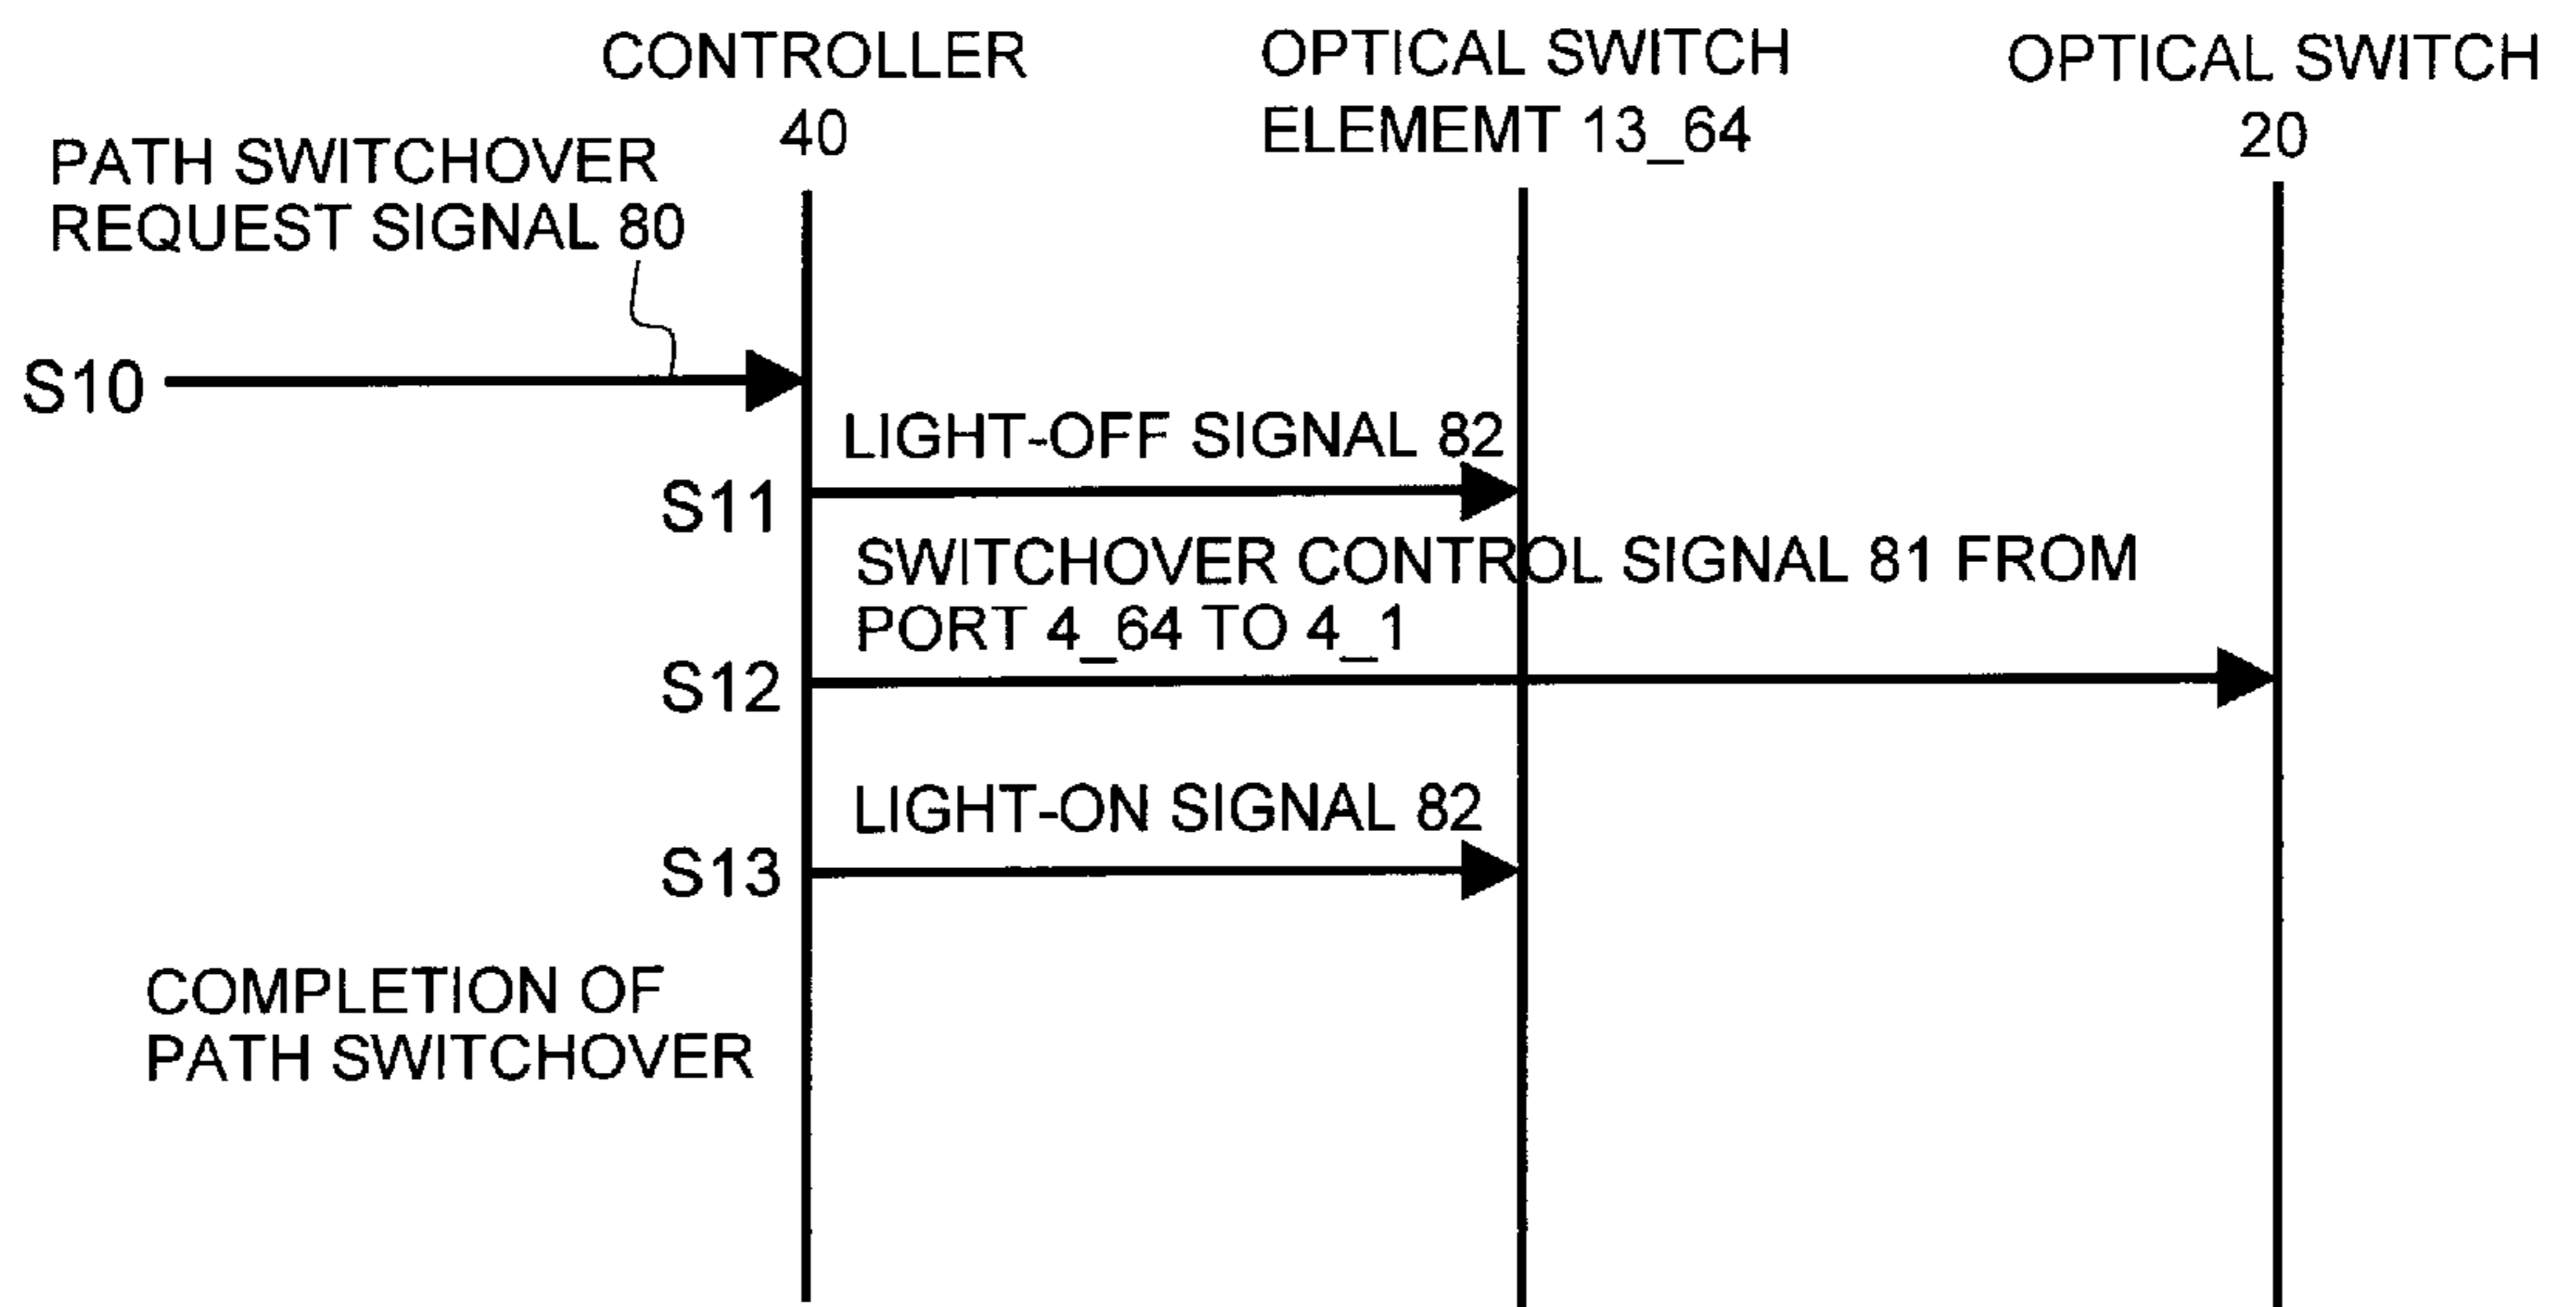 CONTROLLER
40
OPTICAL SWITCH
ELEMEMT 13_64
OPTICAL SWITCH
20
PATH SWITCHOVER
REQUEST SIGNAL 80
S10
LIGHT-OFF SIGNAL 82
S11
SWITCHOVER CONTROL SIGNAL 81 FROM
PORT 4_64 TO 4_1
S12
LIGHT-ON SIGNAL 82
S13
COMPLETION OF
PATH SWITCHOVER